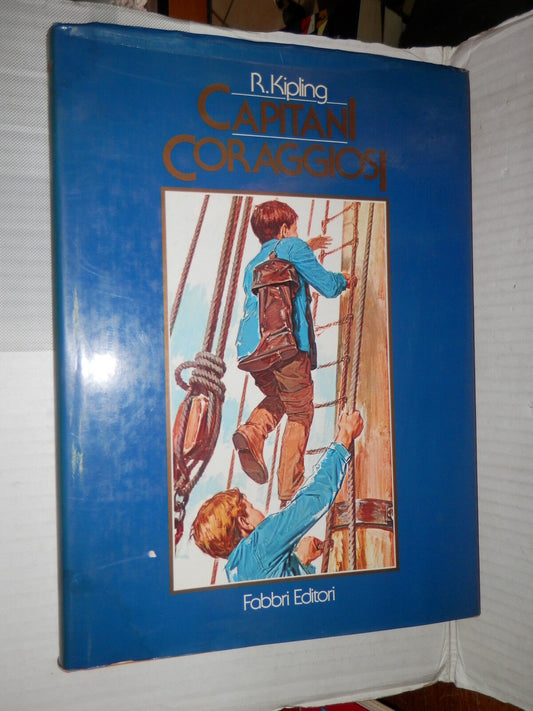 R.Kipling
CAPITANI
CORAGGIOSI
Fabbri Editori